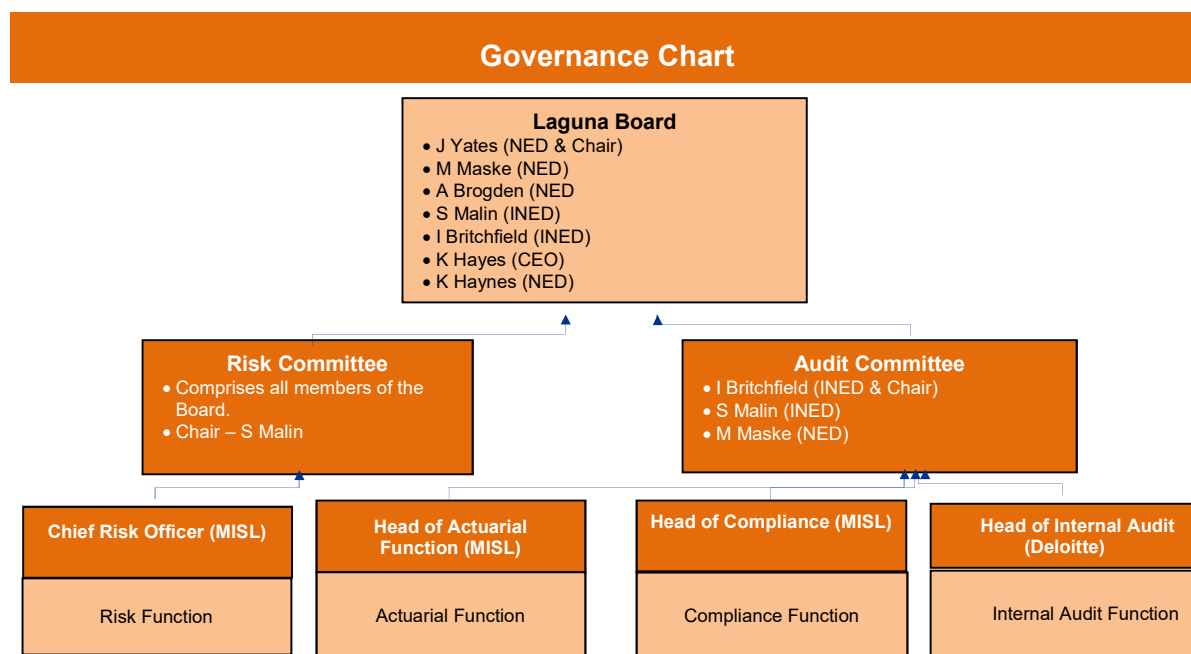 Governance Chart
Laguna Board
• J Yates (NED & Chair)
• M Maske (NED)
• A Brogden (NED
• S Malin (INED)
• I Britchfield (INED)
• K Hayes (CEO)
• K Haynes (NED)
Risk Committee
• Comprises all members of the
Board.
• Chair – S Malin
Audit Committee
• I Britchfield (INED & Chair)
• S Malin (INED)
• M Maske (NED)
Chief Risk Officer (MISL)
Risk Function
Head of Actuarial
Function (MISL)
Actuarial Function
Head of Compliance (MISL)
Compliance Function
Head of Internal Audit
(Deloitte)
Internal Audit Function